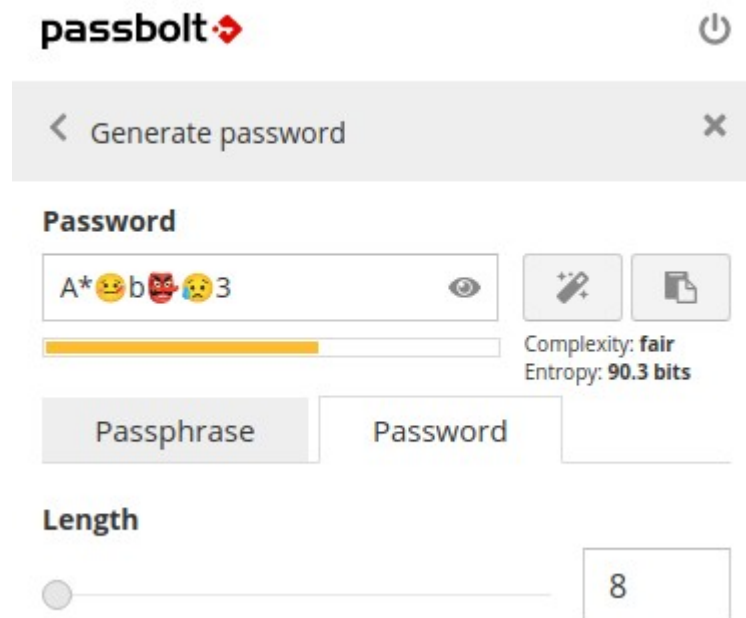 passbolt
Generate password
Password
A*🤒b👺😥3
Complexity: fair
Entropy: 90.3 bits
Passphrase
Password
Length
8